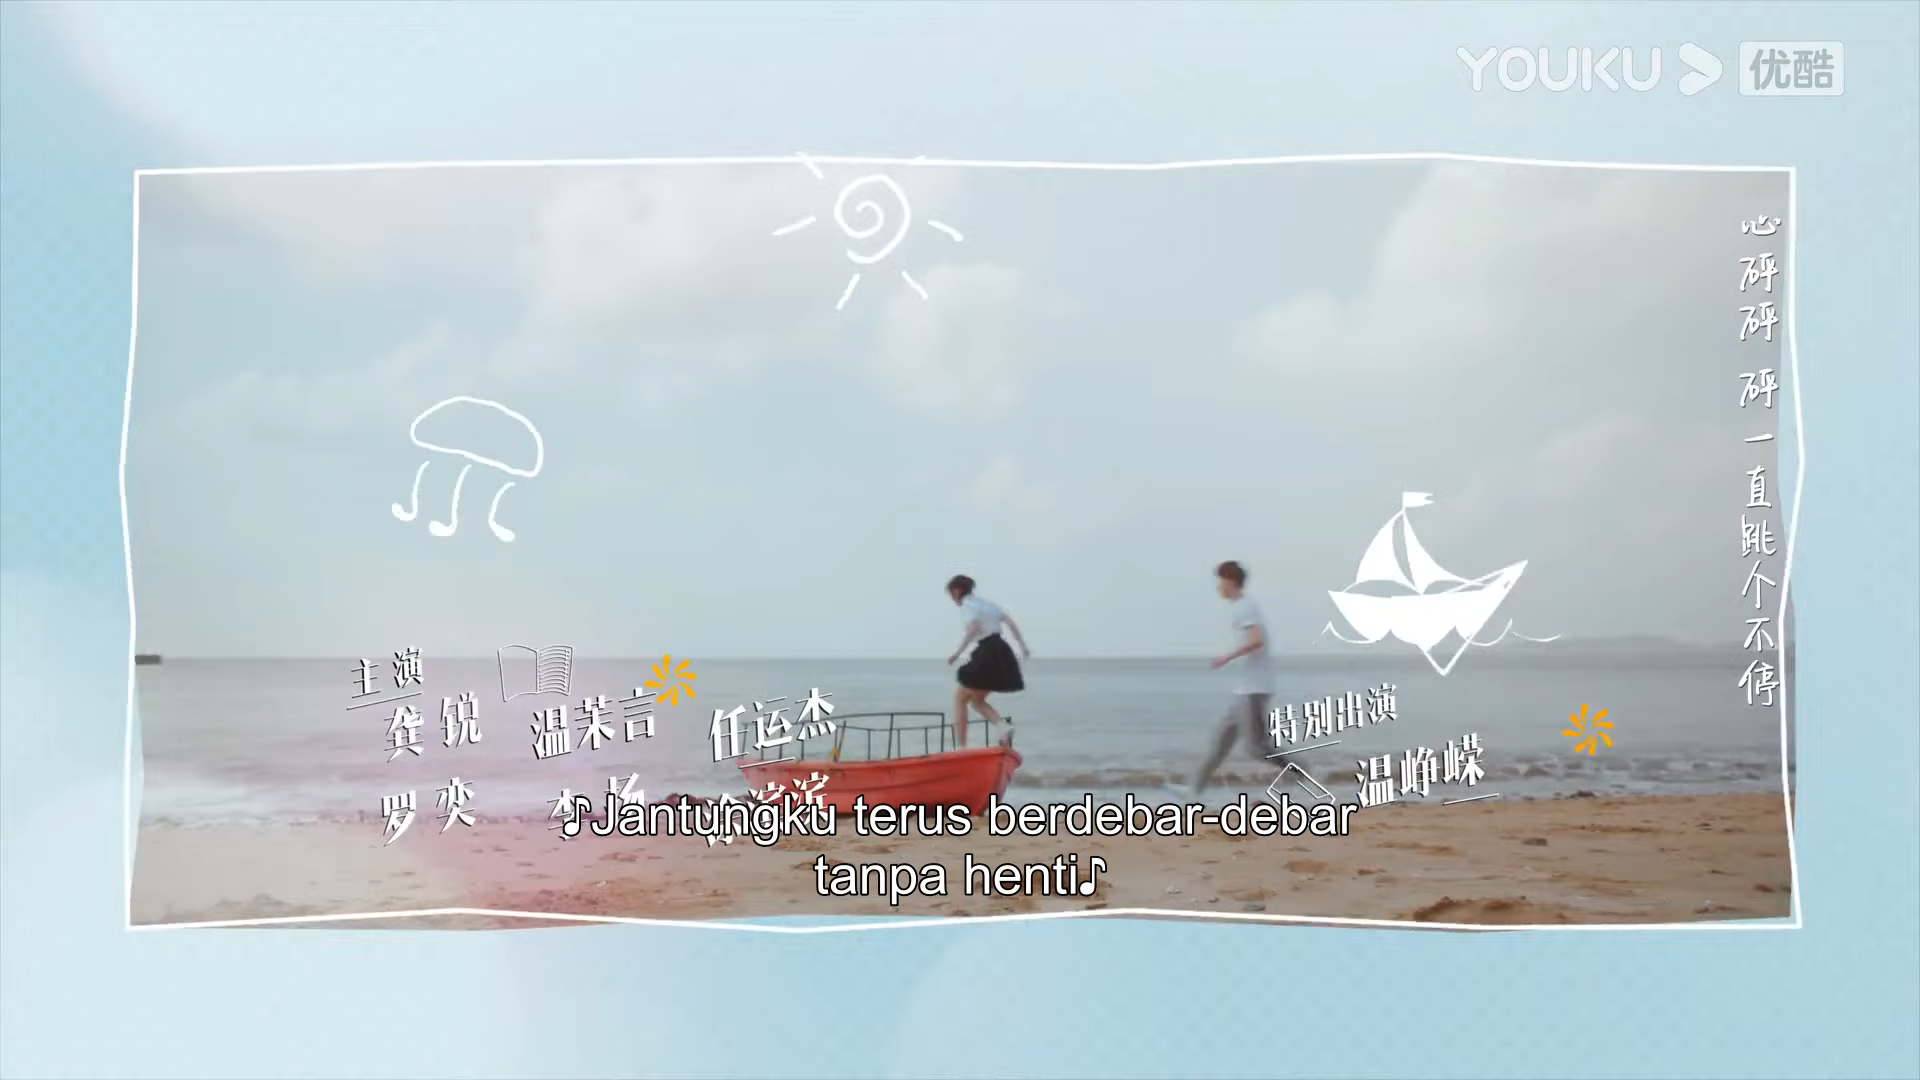 YOUKU 优酷
心砰砰 砰一直跳个不停
主演
龚锐 温茉言 任运杰
罗奕
特别出演
温峥嵘
♪Jantungku terus berdebar-debar
tanpa henti♪